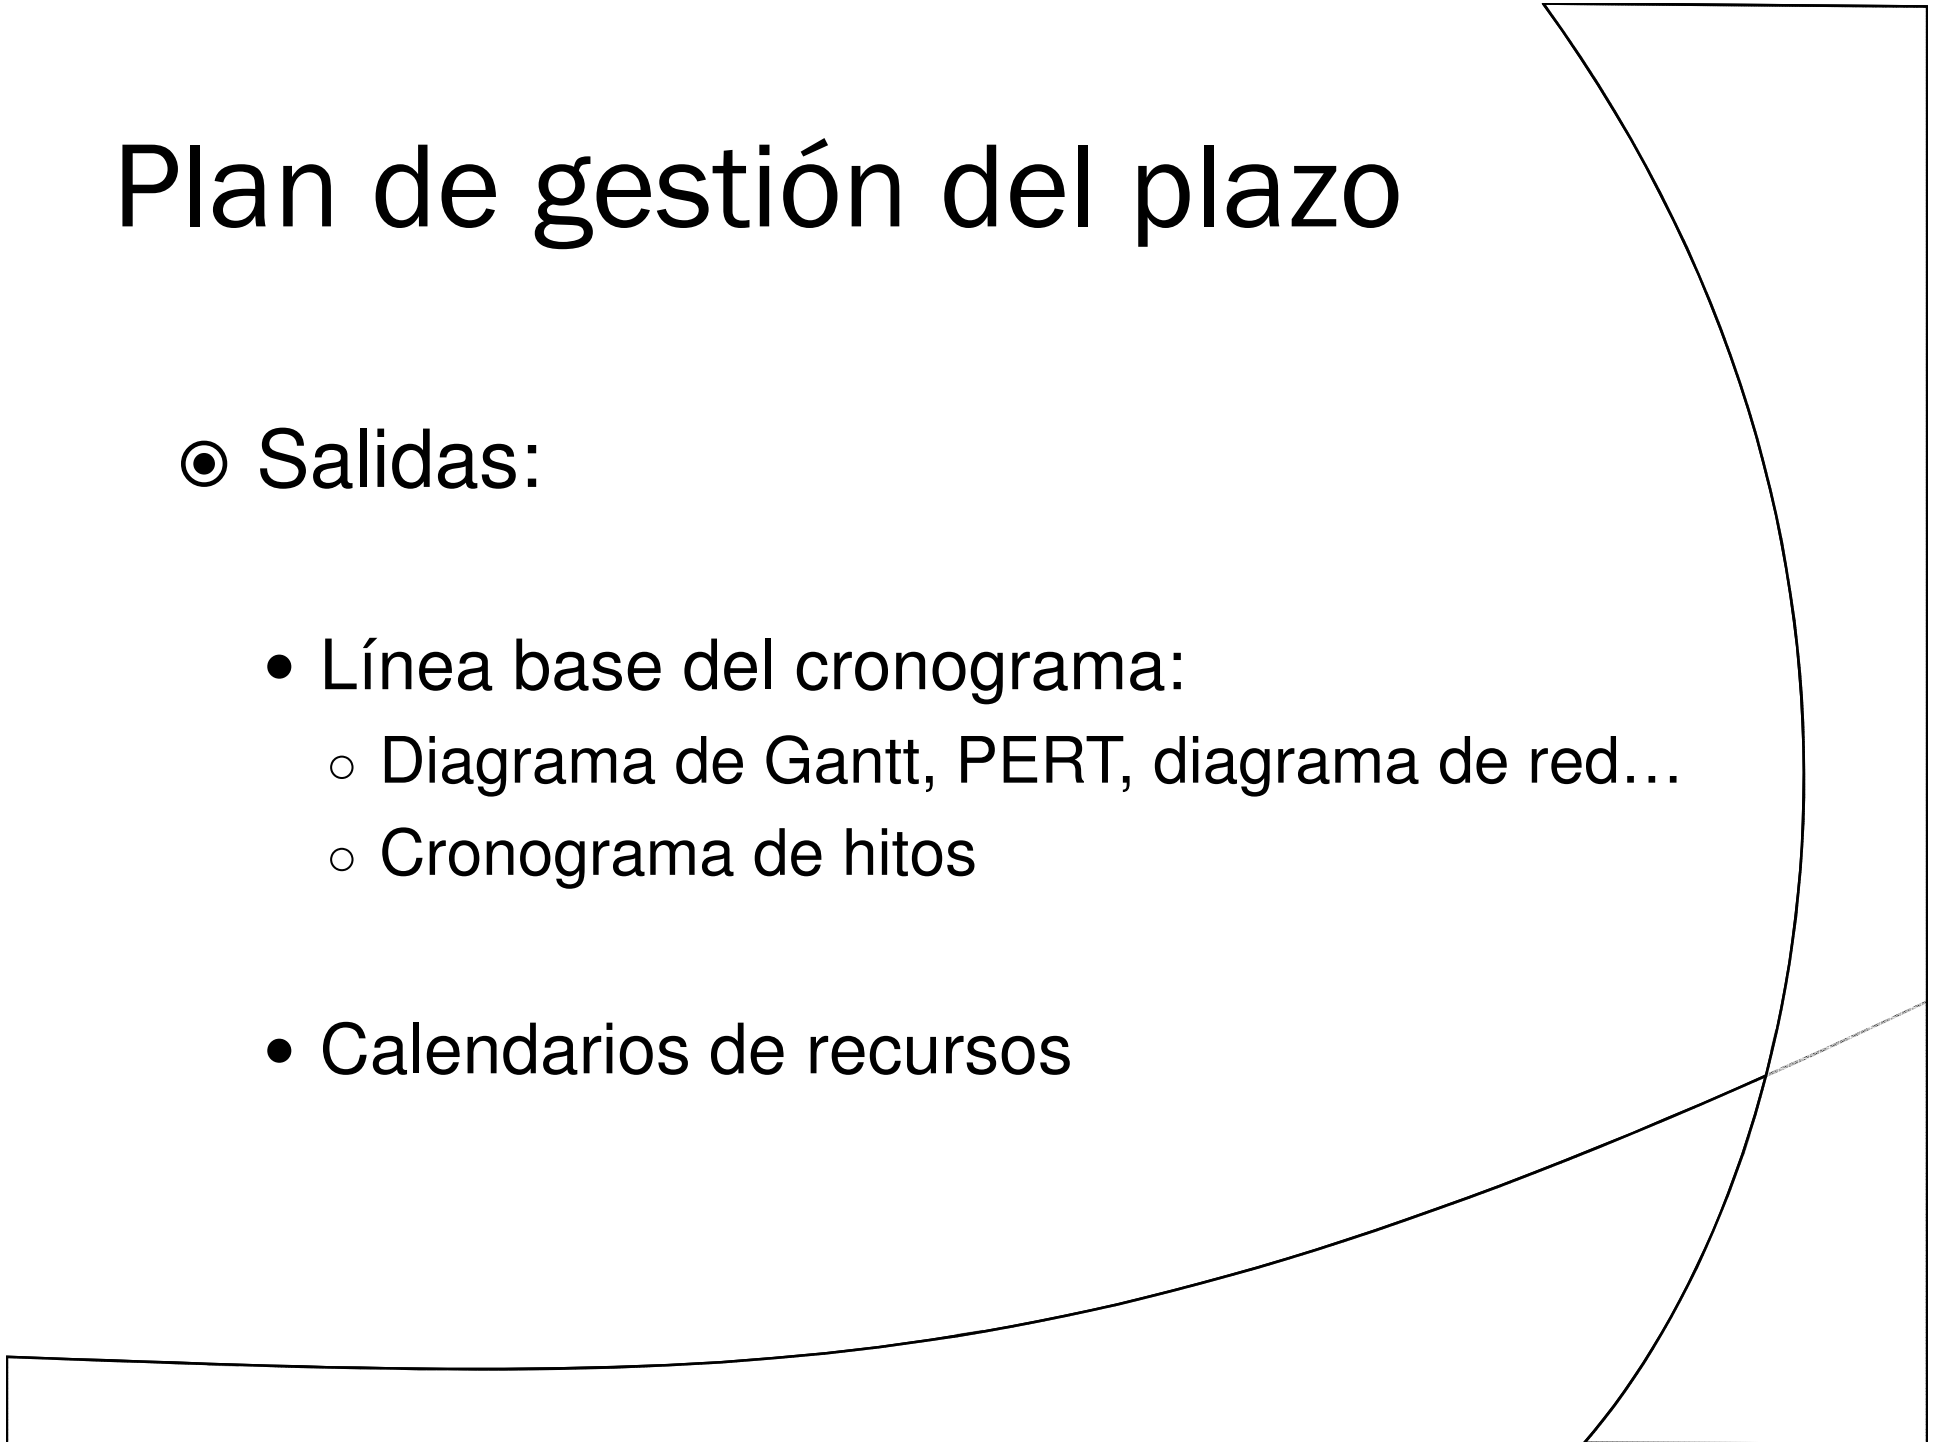 Plan de gestión del plazo
Salidas:
• Línea base del cronograma:
○ Diagrama de Gantt, PERT, diagrama de red…
○ Cronograma de hitos
• Calendarios de recursos